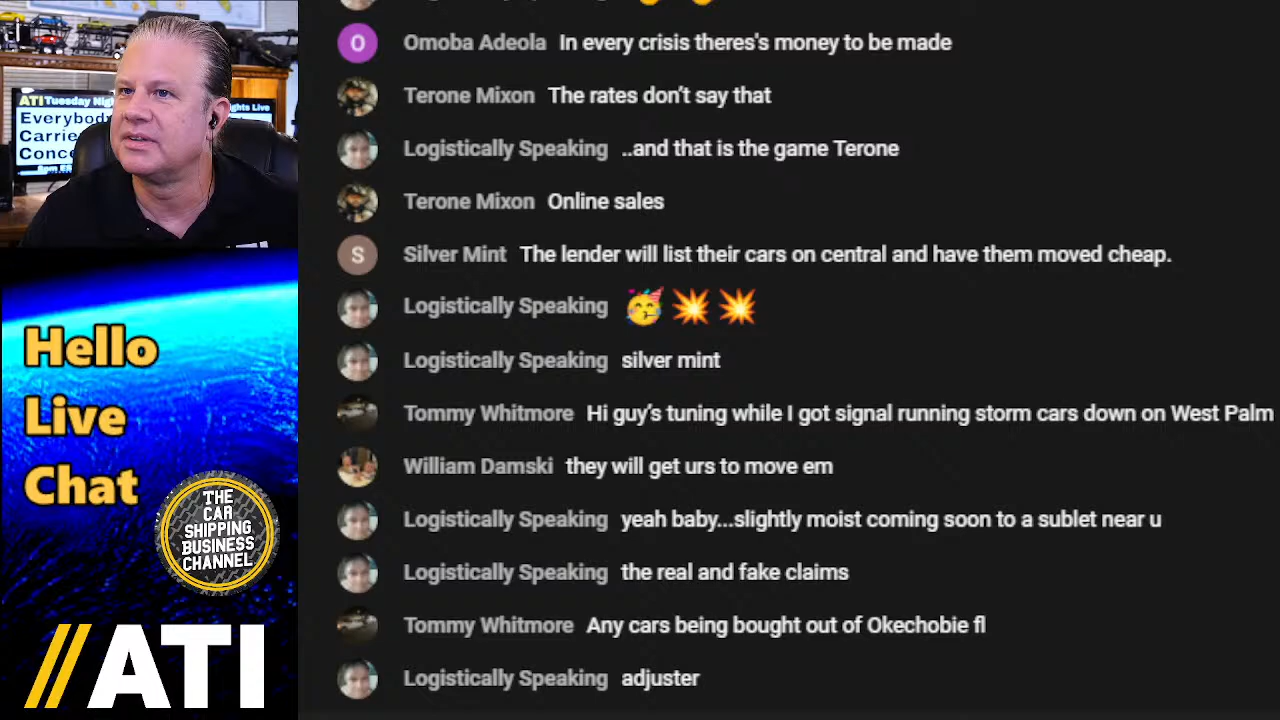 ATI Tuesday Nig
ghts Live
Everybod
Carrie
Conce
Hello
Live
Chat
THE
CAR
SHIPPING
BUSINESS
CHANNEL
//ATI
O
Omoba Adeola In every crisis theres's money to be made
Terone Mixon The rates don't say that
Logistically Speaking ..and that is the game Terone
Terone Mixon Online sales
S
Silver Mint The lender will list their cars on central and have them moved cheap.
Logistically Speaking 🥳💥💥
Logistically Speaking silver mint
Tommy Whitmore Hi guy's tuning while I got signal running storm cars down on West Palm
William Damski they will get urs to move em
Logistically Speaking yeah baby...slightly moist coming soon to a sublet near u
Logistically Speaking the real and fake claims
Tommy Whitmore Any cars being bought out of Okechobie fl
Logistically Speaking adjuster